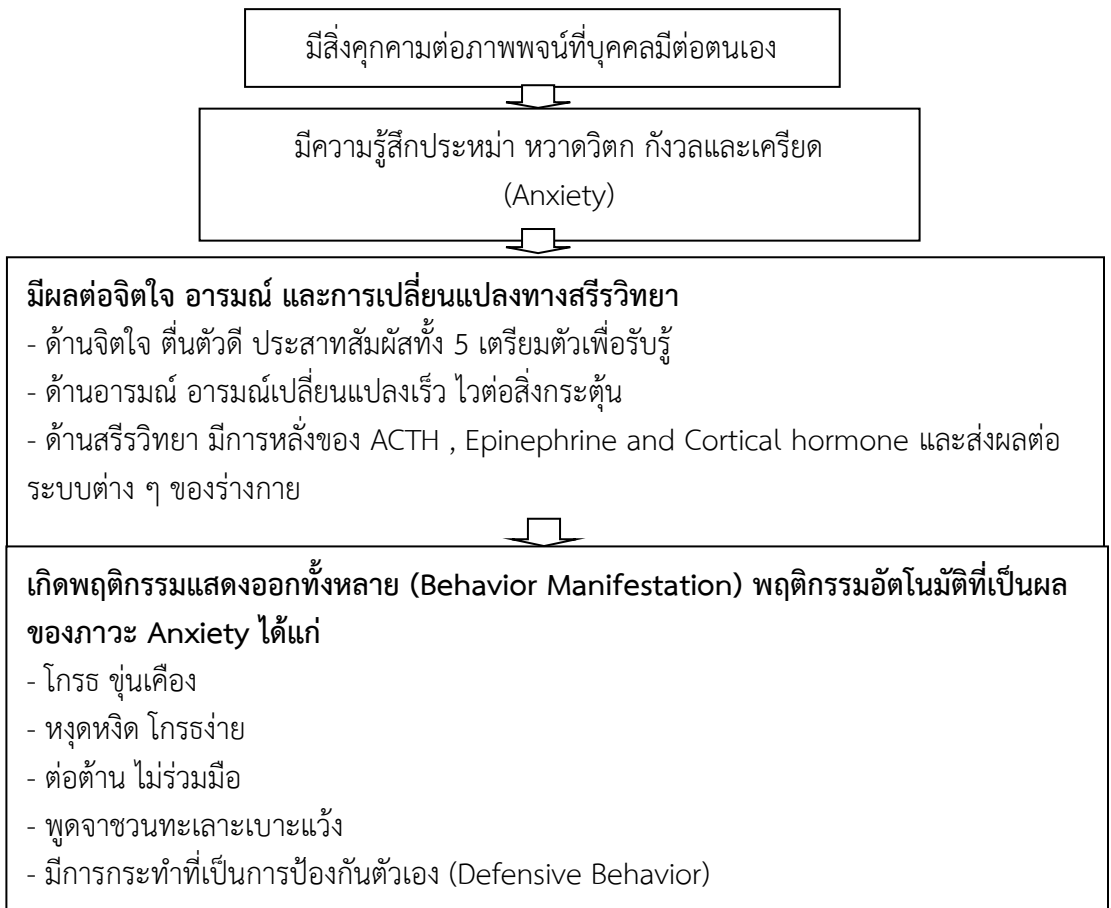 มีสิ่งคุกคามต่อภาพพจน์ที่บุคคลมีต่อตนเอง
มีความรู้สึกประหม่า หวาดวิตก กังวลและเครียด
(Anxiety)
มีผลต่อจิตใจ อารมณ์ และการเปลี่ยนแปลงทางสรีรวิทยา
- ด้านจิตใจ ตื่นตัวดี ประสาทสัมผัสทั้ง 5 เตรียมตัวเพื่อรับรู้
- ด้านอารมณ์ อารมณ์เปลี่ยนแปลงเร็ว ไวต่อสิ่งกระตุ้น
- ด้านสรีรวิทยา มีการหลั่งของ ACTH , Epinephrine and Cortical hormone และส่งผลต่อ
ระบบต่าง ๆ ของร่างกาย
เกิดพฤติกรรมแสดงออกทั้งหลาย (Behavior Manifestation) พฤติกรรมอัตโนมัติที่เป็นผล
ของภาวะ Anxiety ได้แก่
- โกรธ ขุ่นเคือง
- หงุดหงิด โกรธง่าย
- ต่อต้าน ไม่ร่วมมือ
- พูดจาชวนทะเลาะเบาะแว้ง
- มีการกระทำที่เป็นการป้องกันตัวเอง (Defensive Behavior)